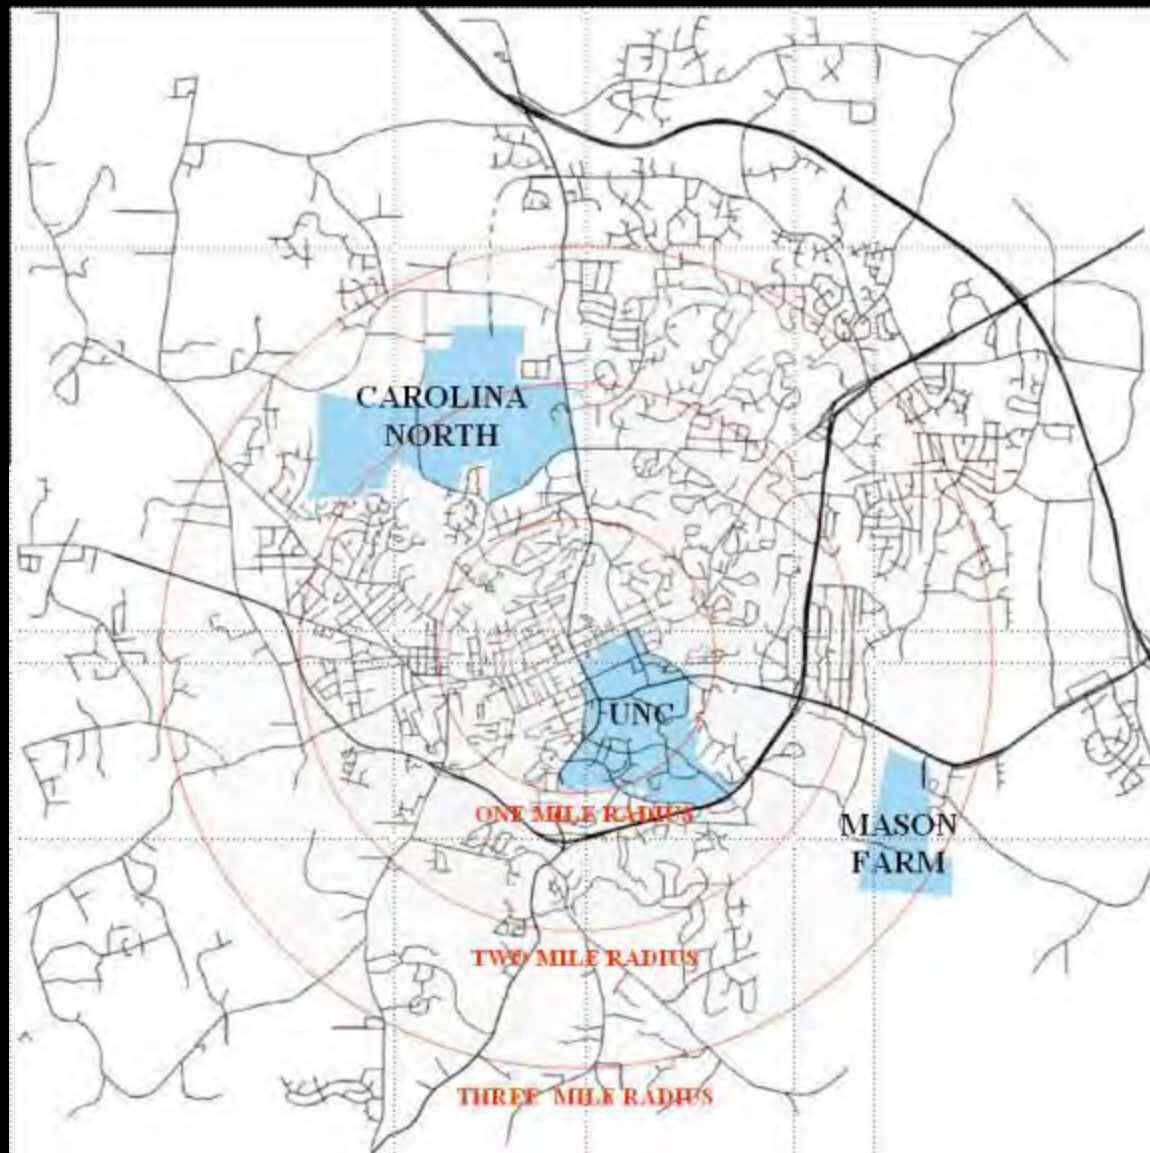 CAROLINA
NORTH
UNC
ONE MILE RADIUS
MASON
FARM
TWO MILE RADIUS
THREE MILE RADIUS